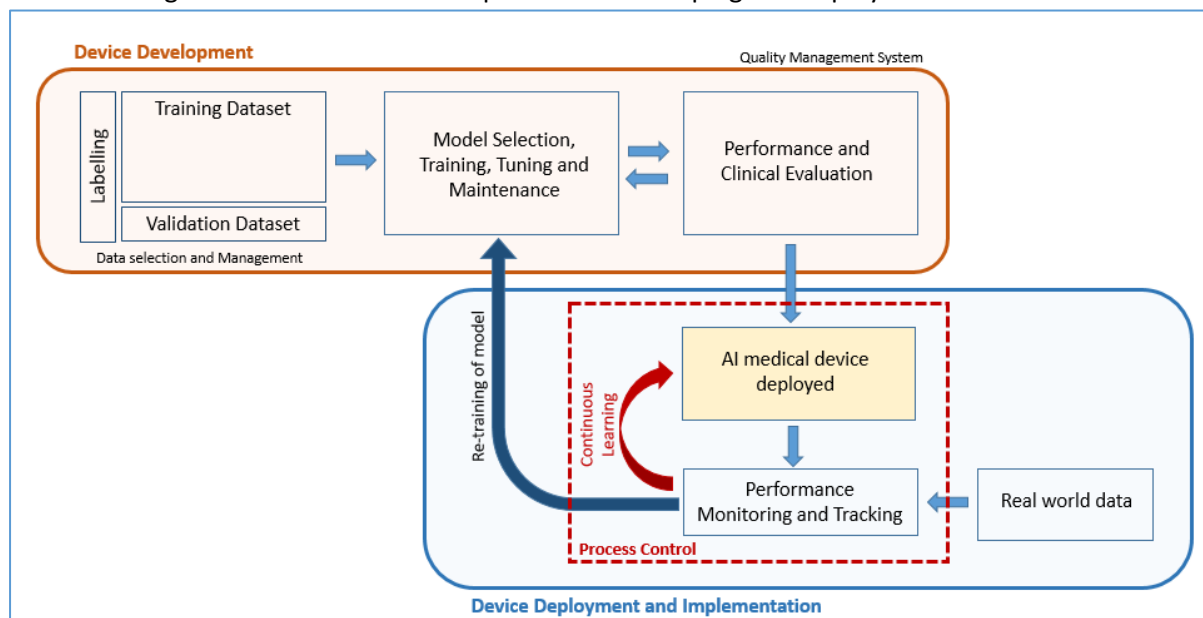 Device Development
Quality Management System
Labelling
Training Dataset
Validation Dataset
Data selection and Management
Model Selection,
Training, Tuning and
Maintenance
Performance and
Clinical Evaluation
Re-training of model
Continuous
Learning
AI medical device
deployed
Performance
Monitoring and Tracking
Real world data
Process Control
Device Deployment and Implementation